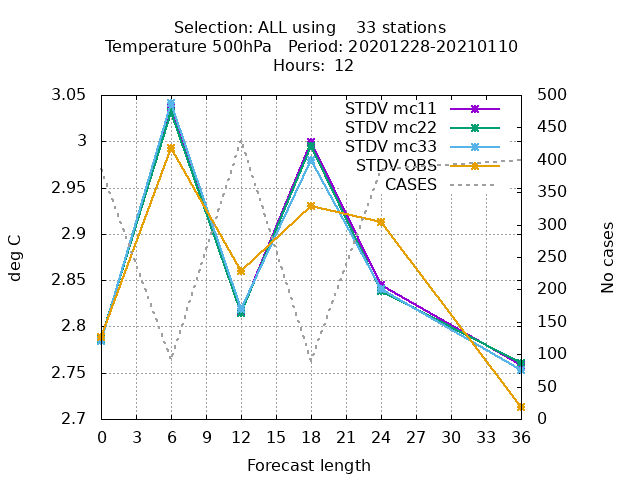 Selection: ALL using    33 stations
Temperature 500hPa   Period: 20201228-20210110
Hours: 12
3.05
3
2.95
2.9
2.85
2.8
2.75
2.7
deg C
STDV mc11
STDV mc22
STDV mc33
STDV OBS
CASES
500
450
400
350
300
250
200
150
100
50
0
No cases
0 3 6 9 12 15 18 21 24 27 30 33 36
Forecast length